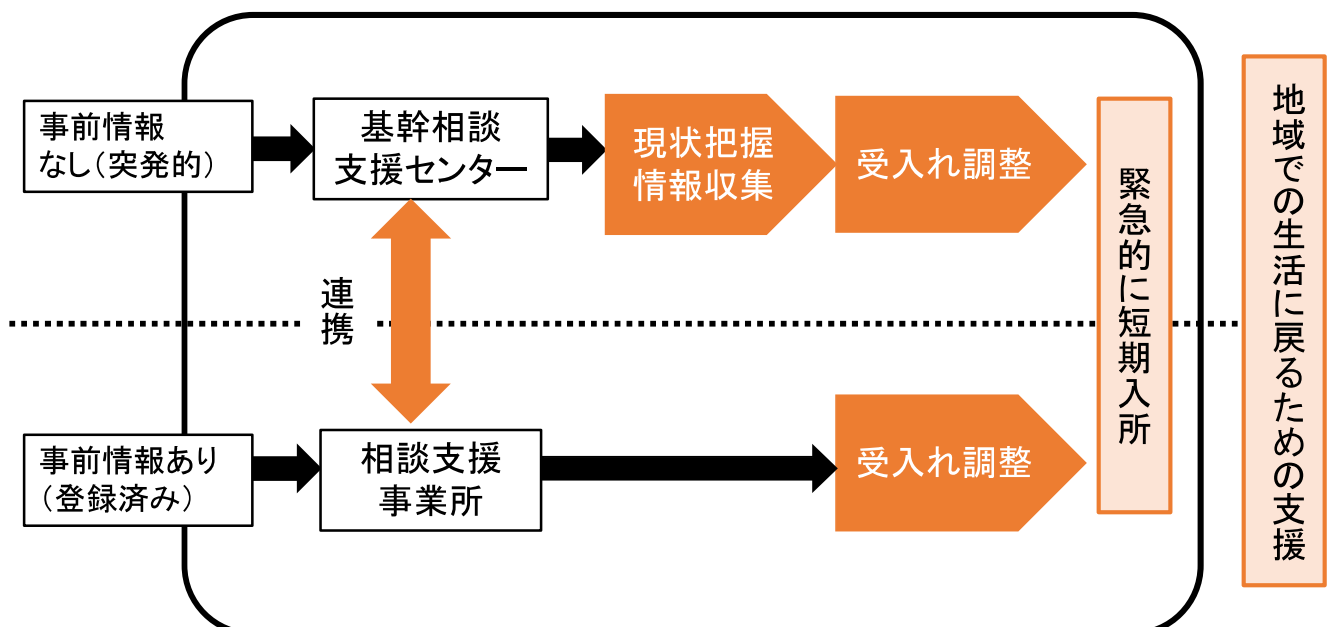 事前情報
なし(突発的)
基幹相談
支援センター
現状把握
情報収集
受入れ調整
連携
事前情報あり
(登録済み)
相談支援
事業所
受入れ調整
緊急的に短期入所
地域での生活に戻るための支援